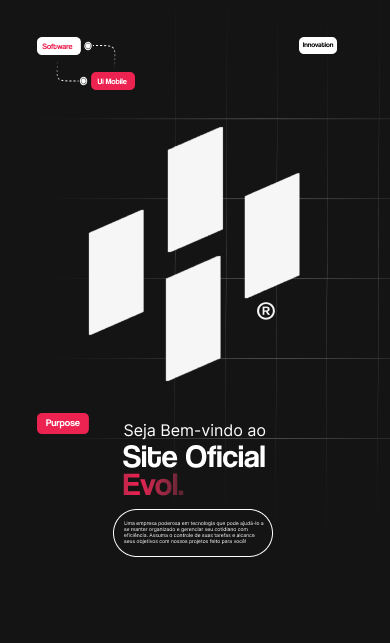 Software
Innovation
Ui Mobile
®
Purpose
Seja Bem-vindo ao
Site Oficial
Evol.
Uma empresa poderosa em tecnologia que pode ajudá-lo a
se manter organizado e gerenciar seu cotidiano com
eficiência. Assuma o controle de suas tarefas e alcance
seus objetivos com nossos projetos feito para você!